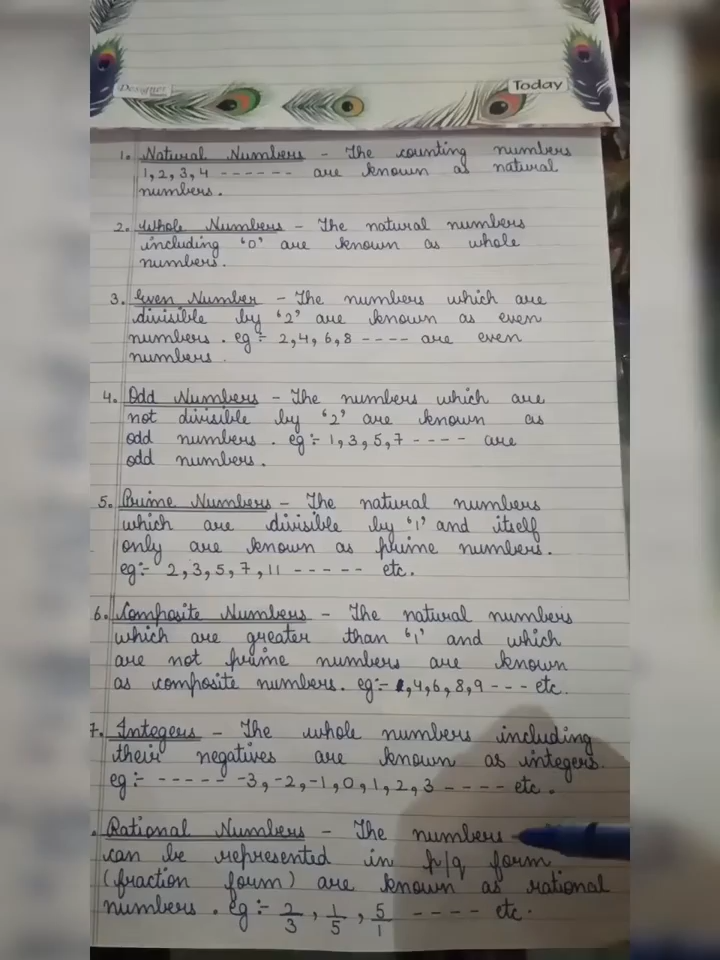 Designer
Today
1. Natural Numbers - The counting numbers
1, 2, 3, 4 ------ are known as natural
numbers.
2. Whole Numbers - The natural numbers
including '0' are known as whole
numbers.
3. Even Number - The numbers which are
divisible by '2' are known as even
numbers. eg:- 2, 4, 6, 8 ---- are even
numbers.
4. Odd Numbers - The numbers which are
not divisible by '2' are known as
odd numbers. eg:- 1, 3, 5, 7 ---- are
odd numbers.
5. Prime Numbers - The natural numbers
which are divisible by '1' and itself
only are known as prime numbers.
eg:- 2, 3, 5, 7, 11 ----- etc.
6. Composite Numbers - The natural numbers
which are greater than '1' and which
are not prime numbers are known
as composite numbers. eg:- , 4, 6, 8, 9 --- etc.
7. Integers - The whole numbers including
their negatives are known as integers.
eg:- ----- -3, -2, -1, 0, 1, 2, 3 ---- etc.
. Rational Numbers - The numbers
can be represented in p/q form
(fraction form) are known as rational
numbers. eg:- 2/3, 1/5, 5/1 ---- etc.